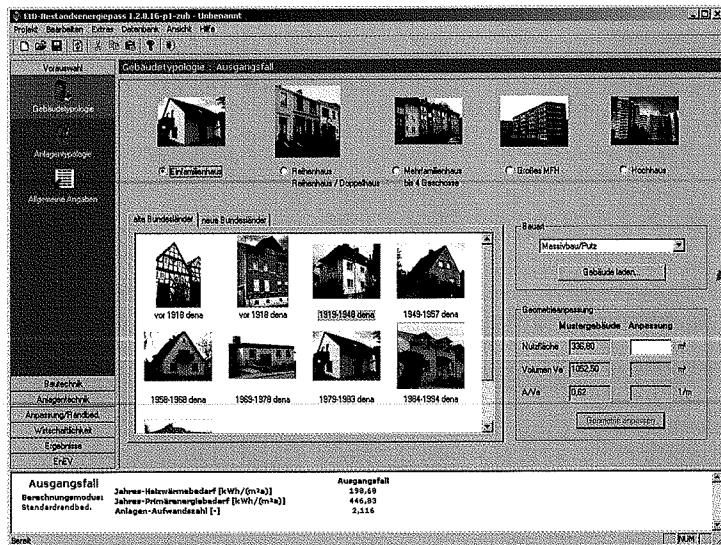 EID-Bestandsenergiepass 1.2.0.16-p1-zub - Unbenannt
Projekt Bearbeiten Extras Datenbank Ansicht Hilfe
Vorauswahl
Gebäudetypologie : Ausgangsfall
Gebäudetypologie
Anlagentypologie
Allgemeine Angaben
Einfamilienhaus
Reihenhaus
Reihenhaus / Doppelhaus
Mehrfamilienhaus
bis 4 Geschosse
Großes MFH
Hochhaus
alte Bundesländer neue Bundesländer
vor 1918 dena vor 1918 dena 1919-1948 dena 1949-1957 dena
1958-1968 dena 1969-1978 dena 1979-1983 dena 1984-1994 dena
Bauart
Massivbau/Putz
Gebäude laden...
Geometrieanpassung
Mustergebäude Anpassung
Nutzfläche 336,80 m²
Volumen Ve 1052,50 m³
A/Ve 0,62 1/m
Geometrie anpassen
Bautechnik
Anlagentechnik
Anpassung/Randbed.
Wirtschaftlichkeit
Ergebnisse
EnEV
Ausgangsfall
Berechnungsmodus:
Standardrandbed.
Ausgangsfall
Jahres-Heizwärmebedarf [kWh/(m²a)] 198,68
Jahres-Primärenergiebedarf [kWh/(m²a)] 446,83
Anlagen-Aufwandszahl [-] 2,116
Bereit NUM